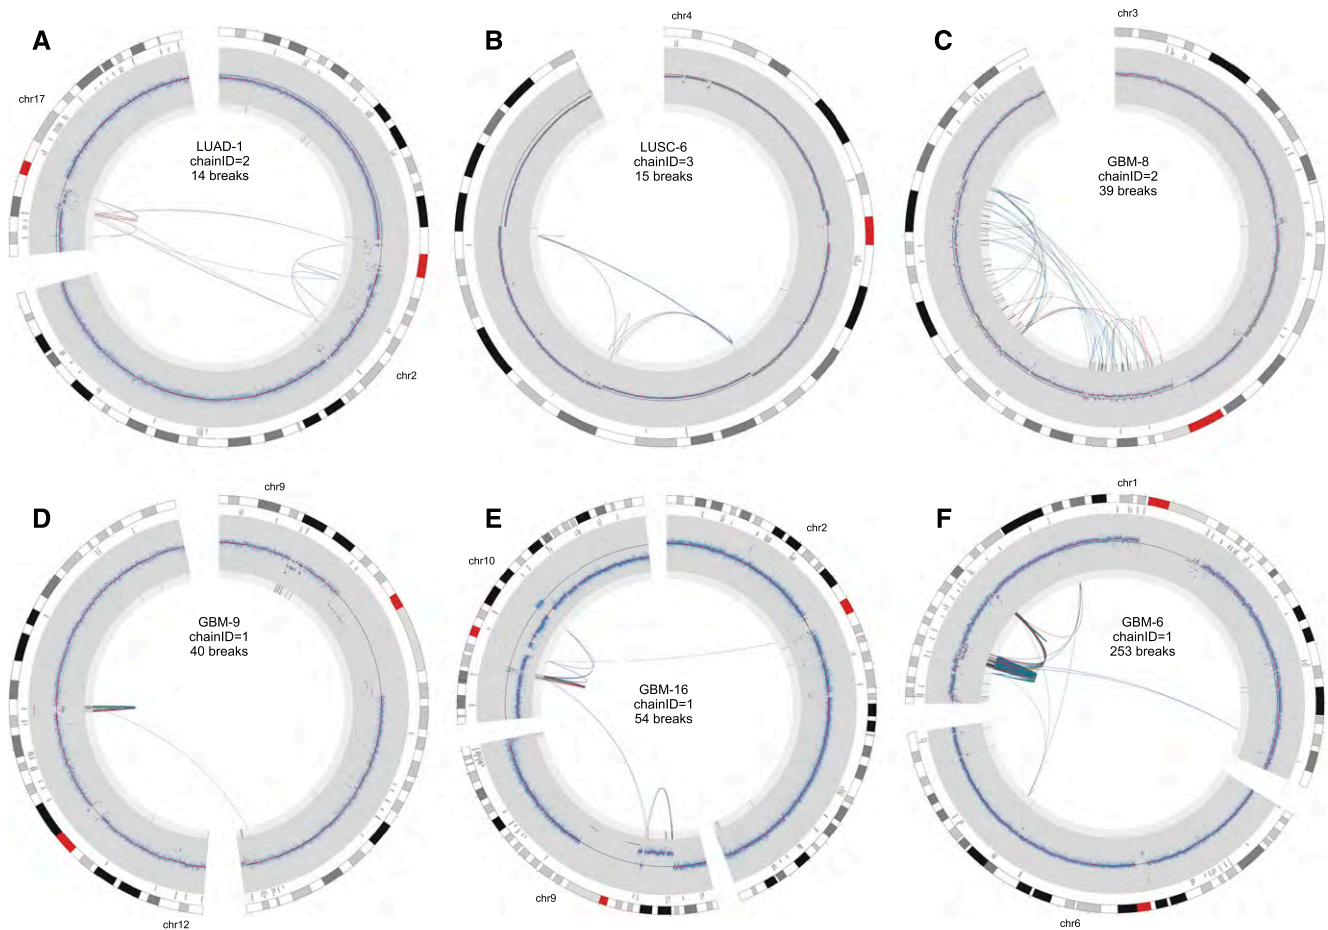 A
chr17
LUAD-1
chainID=2
14 breaks
chr2
B
chr4
LUSC-6
chainID=3
15 breaks
C
chr3
GBM-8
chainID=2
39 breaks
D
chr9
GBM-9
chainID=1
40 breaks
chr12
E
chr2
chr10
GBM-16
chainID=1
54 breaks
chr9
F
chr1
GBM-6
chainID=1
253 breaks
chr6